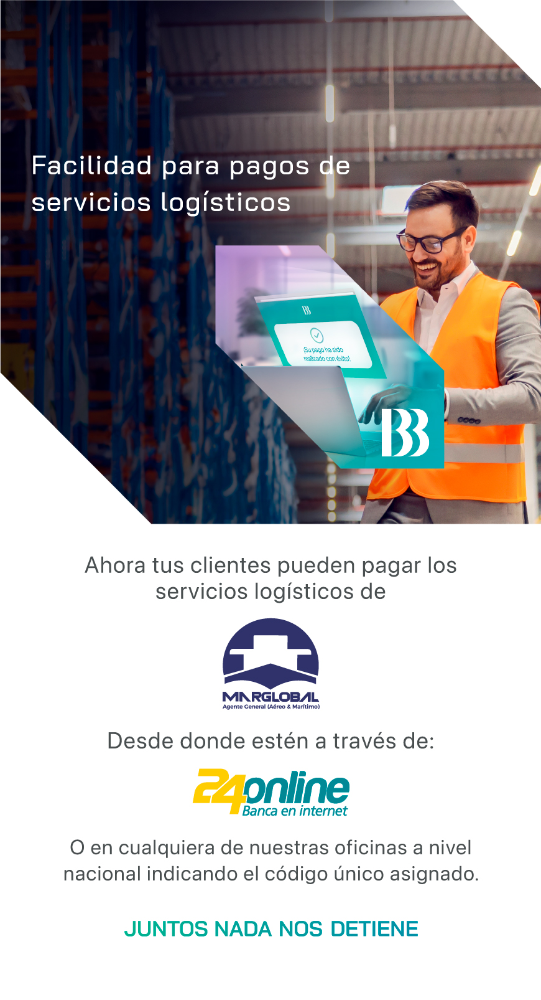 Facilidad para pagos de
servicios logísticos
BB
¡Su pago ha sido
realizado con éxito!
BB
Ahora tus clientes pueden pagar los
servicios logísticos de
MARGLOBAL
Agente General (Aéreo & Marítimo)
Desde donde estén a través de:
24online
Banca en internet
O en cualquiera de nuestras oficinas a nivel
nacional indicando el código único asignado.
JUNTOS NADA NOS DETIENE